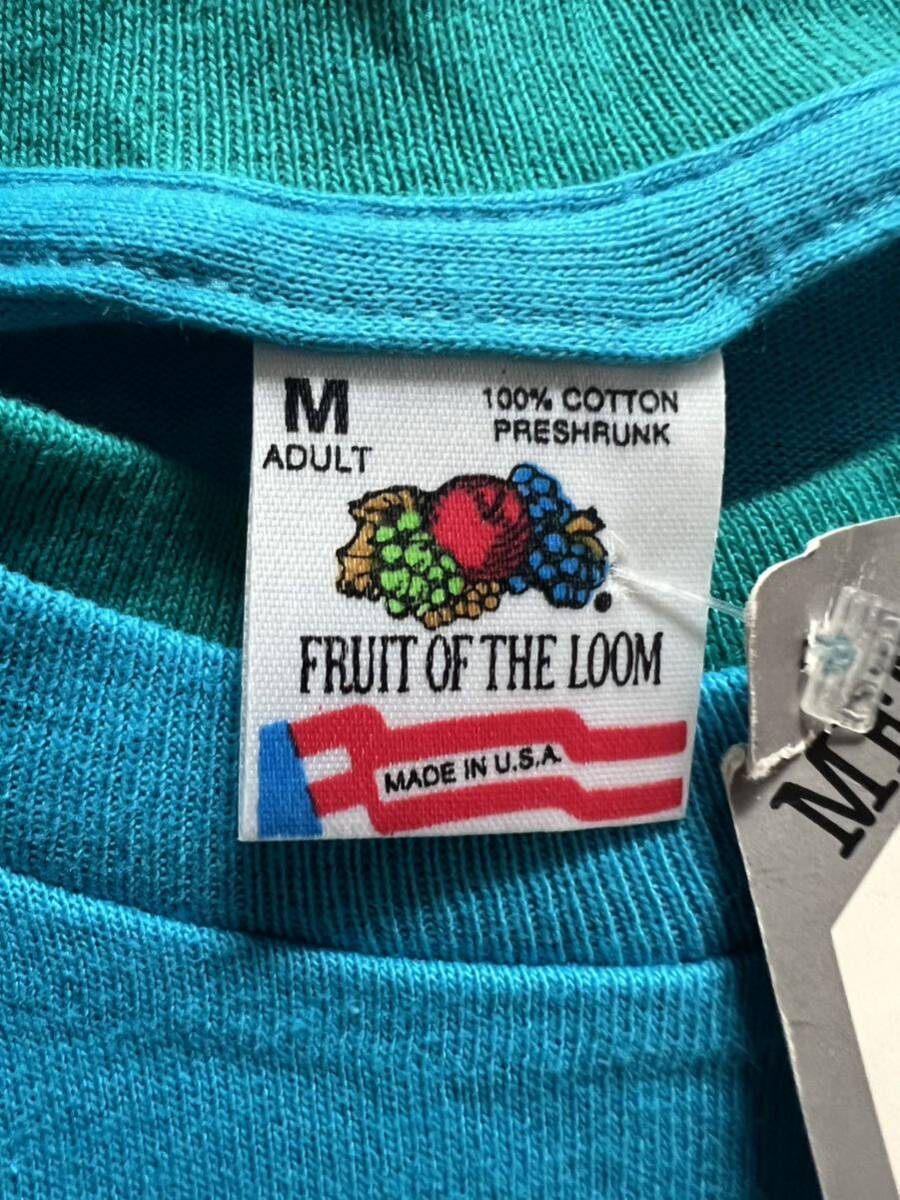 M
ADULT
100% COTTON
PRESHRUNK
FRUIT OF THE LOOM
MADE IN U.S.A.